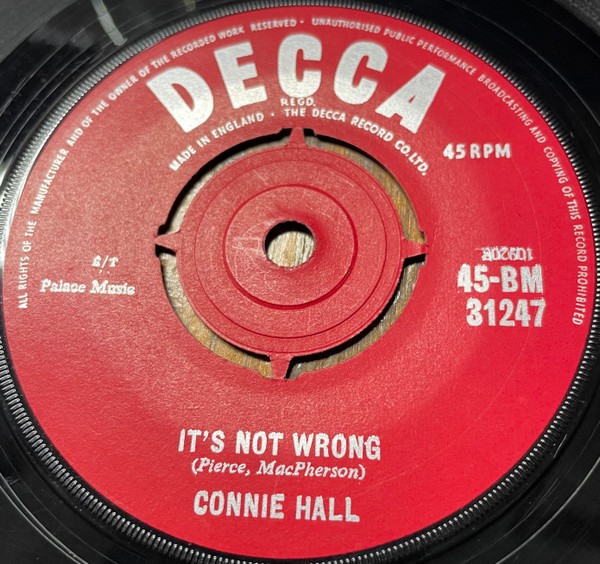 ALL RIGHTS OF THE MANUFACTURER AND OF THE OWNER OF THE RECORDED WORK RESERVED · UNAUTHORISED PUBLIC PERFORMANCE BROADCASTING AND COPYING OF THIS RECORD PROHIBITED
DECCA
REGD.
MADE IN ENGLAND · THE DECCA RECORD CO. LTD.
45 RPM
Palace Music
45-BM
31247
IT'S NOT WRONG
(Pierce, MacPherson)
CONNIE HALL